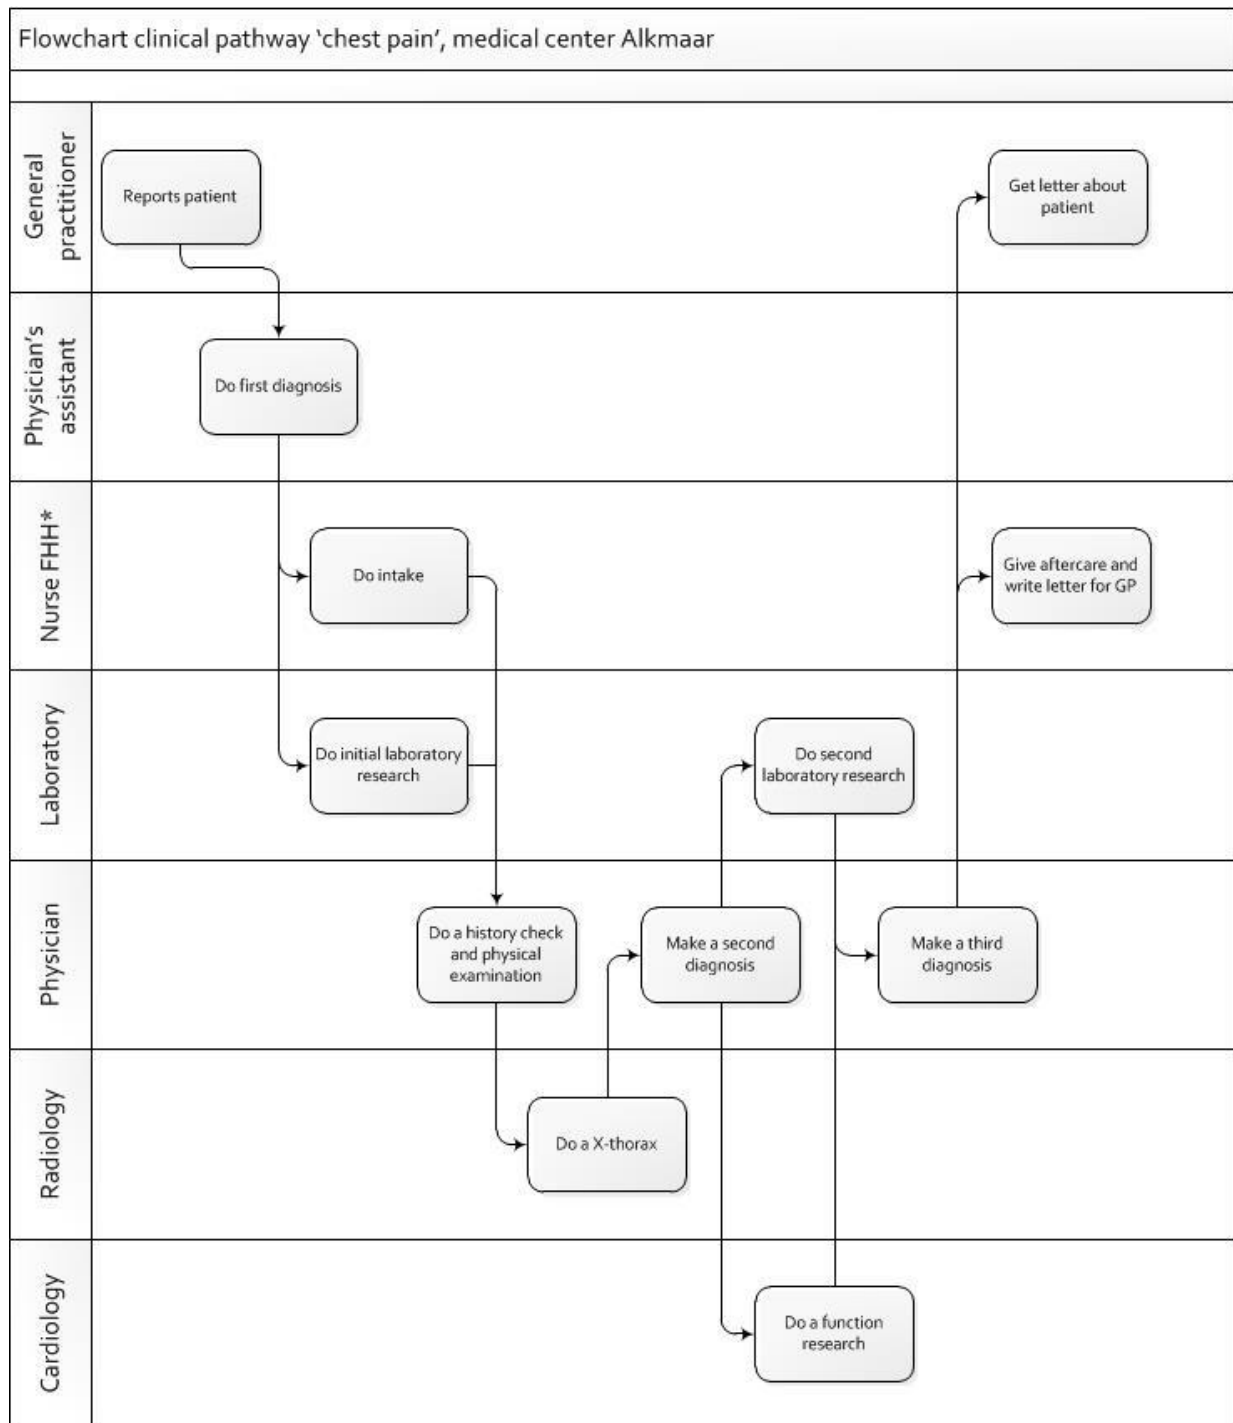 Flowchart clinical pathway ‘chest pain’, medical center Alkmaar
General
practitioner
Reports patient
Get letter about
patient
Physician’s
assistant
Do first diagnosis
Nurse FHH*
Do intake
Give aftercare and
write letter for GP
Laboratory
Do initial laboratory
research
Do second
laboratory research
Physician
Do a history check
and physical
examination
Make a second
diagnosis
Make a third
diagnosis
Radiology
Do a X-thorax
Cardiology
Do a function
research